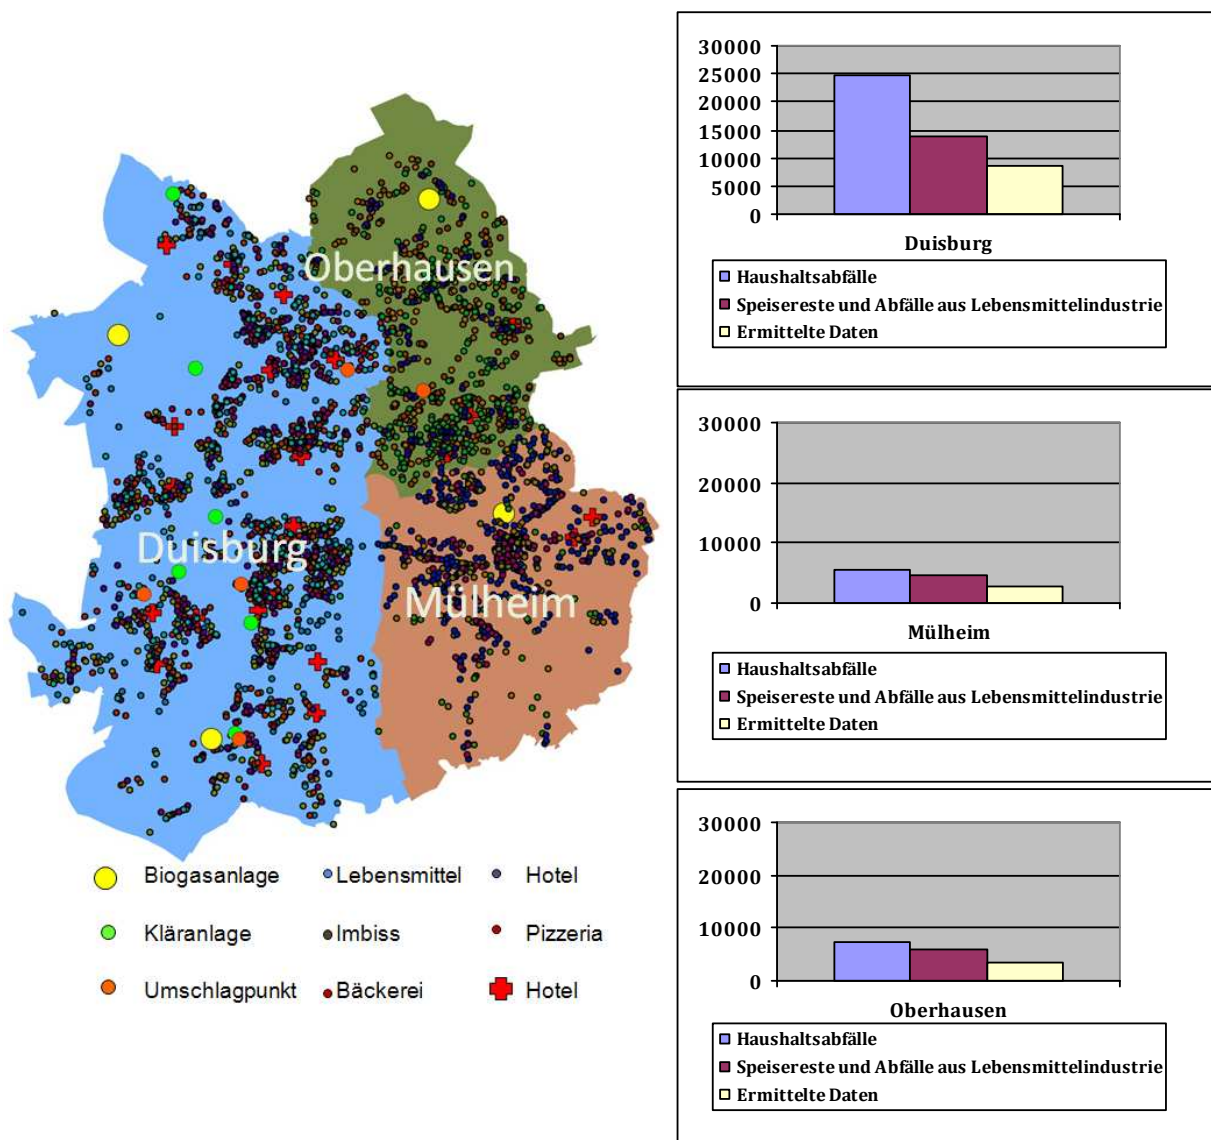 Oberhausen
Duisburg
Mülheim
Biogasanlage
Lebensmittel
Hotel
Kläranlage
Imbiss
Pizzeria
Umschlagpunkt
Bäckerei
Hotel
30000
25000
20000
15000
10000
5000
0
Duisburg
Haushaltsabfälle
Speisereste und Abfälle aus Lebensmittelindustrie
Ermittelte Daten
30000
20000
10000
0
Mülheim
Haushaltsabfälle
Speisereste und Abfälle aus Lebensmittelindustrie
Ermittelte Daten
30000
20000
10000
0
Oberhausen
Haushaltsabfälle
Speisereste und Abfälle aus Lebensmittelindustrie
Ermittelte Daten